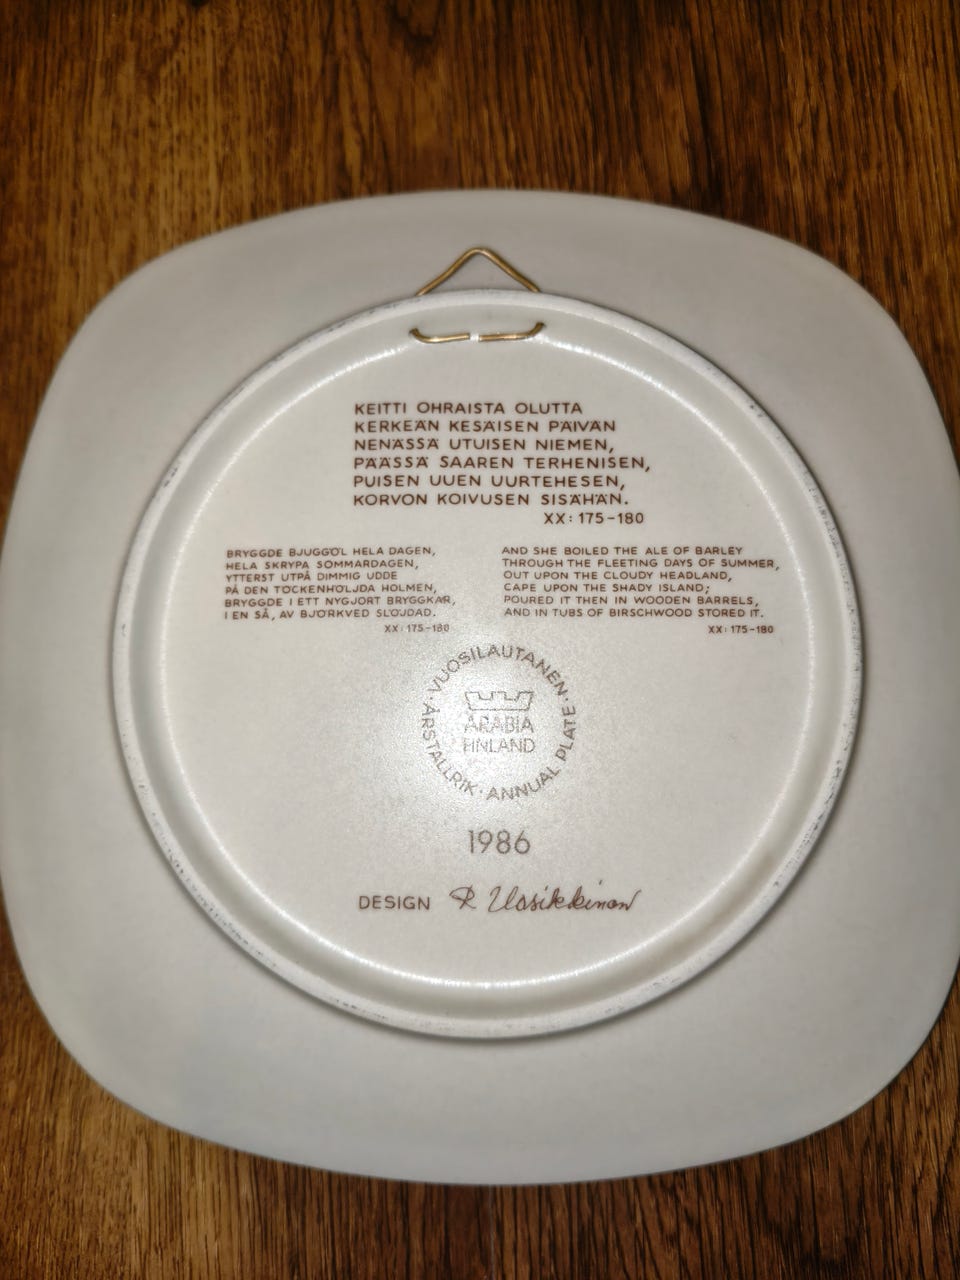 KEITTI OHRAISTA OLUTTA
KERKEÄN KESÄISEN PÄIVÄN
NENÄSSÄ UTUISEN NIEMEN,
PÄÄSSÄ SAAREN TERHENISEN,
PUISEN UUEN UURTEHESEN,
KORVON KOIVUSEN SISÄHÄN.
XX: 175-180
BRYGGDE BJUGGÖL HELA DAGEN,
HELA SKRYPA SOMMARDAGEN,
YTTERST UTPÅ DIMMIG UDDE
PÅ DEN TÖCKENHÖLJDA HOLMEN,
BRYGGDE I ETT NYGJORT BRYGGKAR,
I EN SÅ, AV BJÖRKVED SLÖJDAD.
XX: 175-180
AND SHE BOILED THE ALE OF BARLEY
THROUGH THE FLEETING DAYS OF SUMMER,
OUT UPON THE CLOUDY HEADLAND,
CAPE UPON THE SHADY ISLAND;
POURED IT THEN IN WOODEN BARRELS,
AND IN TUBS OF BIRSCHWOOD STORED IT.
XX: 175-180
· VUOSILAUTANEN · ANNUAL PLATE · ÅRSTALLRIK
ARABIA
FINLAND
1986
DESIGN R Uosikkinen